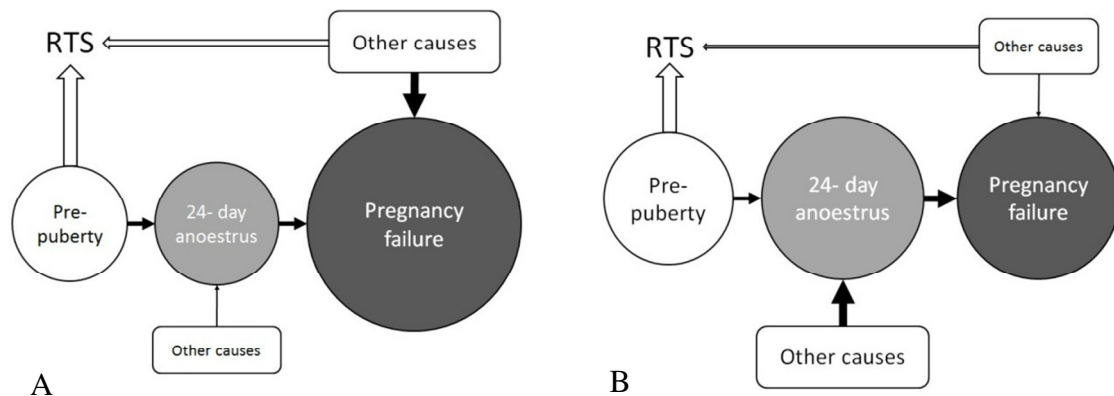 RTS
Other causes
Pre-
puberty
24- day
anoestrus
Pregnancy
failure
Other causes
A
RTS
Other causes
Pre-
puberty
24- day
anoestrus
Pregnancy
failure
Other causes
B